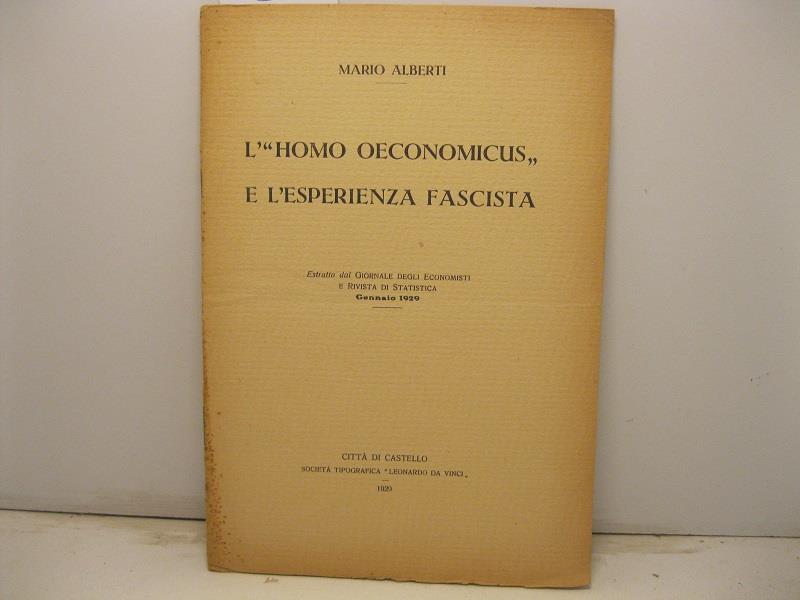 MARIO ALBERTI
L'“HOMO OECONOMICUS„
E L'ESPERIENZA FASCISTA
Estratto dal GIORNALE DEGLI ECONOMISTI
E RIVISTA DI STATISTICA
Gennaio 1929
CITTÀ DI CASTELLO
SOCIETÀ TIPOGRAFICA “LEONARDO DA VINCI„
1929